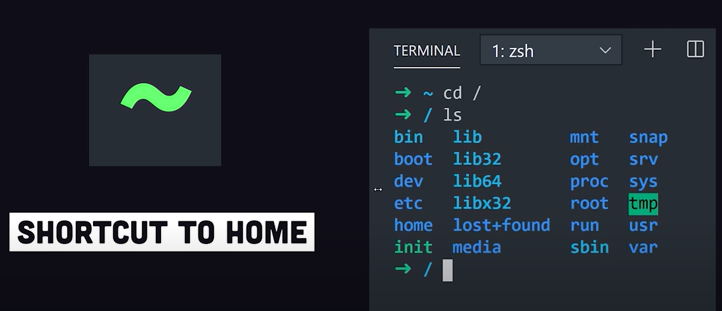 ~
SHORTCUT TO HOME
TERMINAL 1: zsh
➜ ~ cd /
➜ / ls
bin lib mnt snap
boot lib32 opt srv
dev lib64 proc sys
etc libx32 root tmp
home lost+found run usr
init media sbin var
➜ /